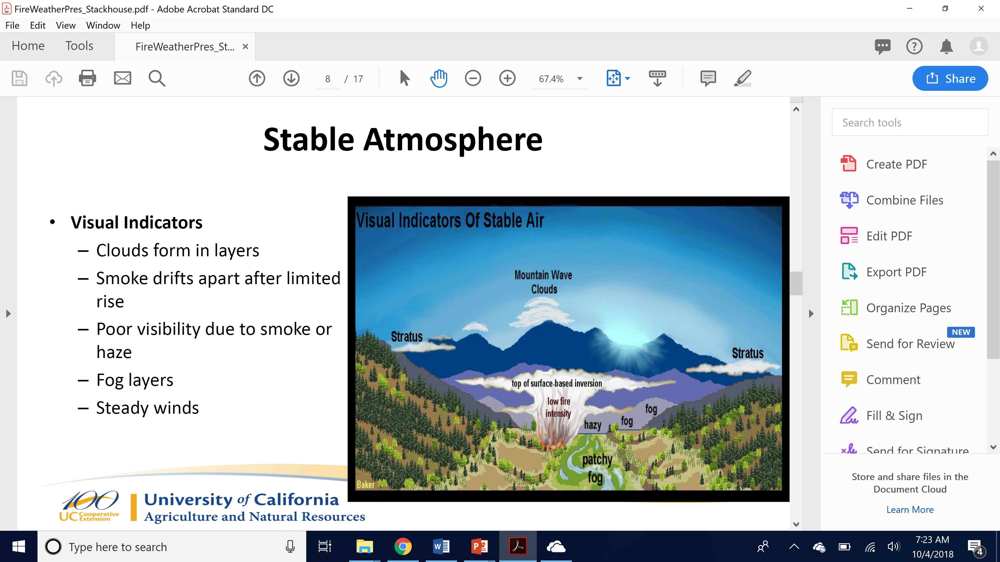 FireWeatherPres_Stackhouse.pdf - Adobe Acrobat Standard DC
File Edit View Window Help
Home Tools FireWeatherPres_St... ×
8 / 17 67.4% Share
Stable Atmosphere
• Visual Indicators
– Clouds form in layers
– Smoke drifts apart after limited
rise
– Poor visibility due to smoke or
haze
– Fog layers
– Steady winds
Visual Indicators Of Stable Air
Mountain Wave
Clouds
Stratus
Stratus
top of surface-based inversion
low fire
intensity
fog
fog
hazy
patchy
fog
Baker
100
UC Cooperative
Extension
University of California
Agriculture and Natural Resources
Search tools
Create PDF
Combine Files
Edit PDF
Export PDF
Organize Pages
NEW
Send for Review
Comment
Fill & Sign
Send for Signature
Store and share files in the
Document Cloud
Learn More
Type here to search
7:23 AM
10/4/2018
4